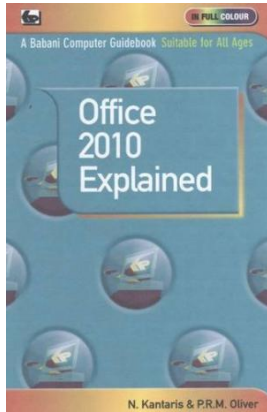 IN FULL COLOUR
A Babani Computer Guidebook Suitable for All Ages
Office
2010
Explained
N. Kantaris & P.R.M. Oliver